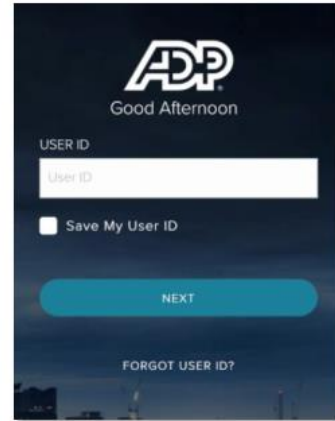 ADP
Good Afternoon
USER ID
User ID
Save My User ID
NEXT
FORGOT USER ID?